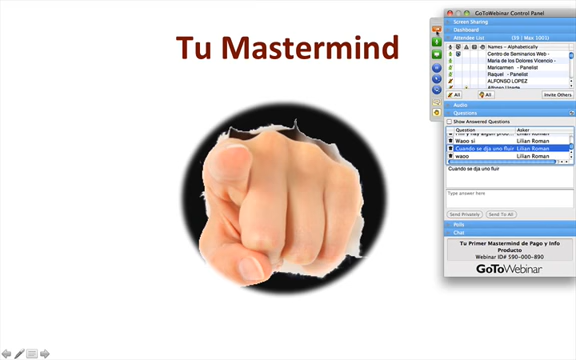 Tu Mastermind
GoToWebinar Control Panel
Screen Sharing
Dashboard
Attendee List
Names - Alphabetically
Centro de Seminarios Web -
Maria de los Dolores Vicencio -
Maricarmen - Panelist
Raquel - Panelist
ALFONSO LOPEZ
All
All
Invite Others
Audio
Questions
Show Answered Questions
Question Asker
Lilian Roman
Waoo si Lilian Roman
Cuando se dja uno fluir Lilian Roman
waoo Lilian Roman
Cuando se dja uno fluir
Type answer here
Send Privately Send To All
Polls
Chat
Tu Primer Mastermind de Pago y Info
Producto
Webinar ID# 590-000-890
GoToWebinar